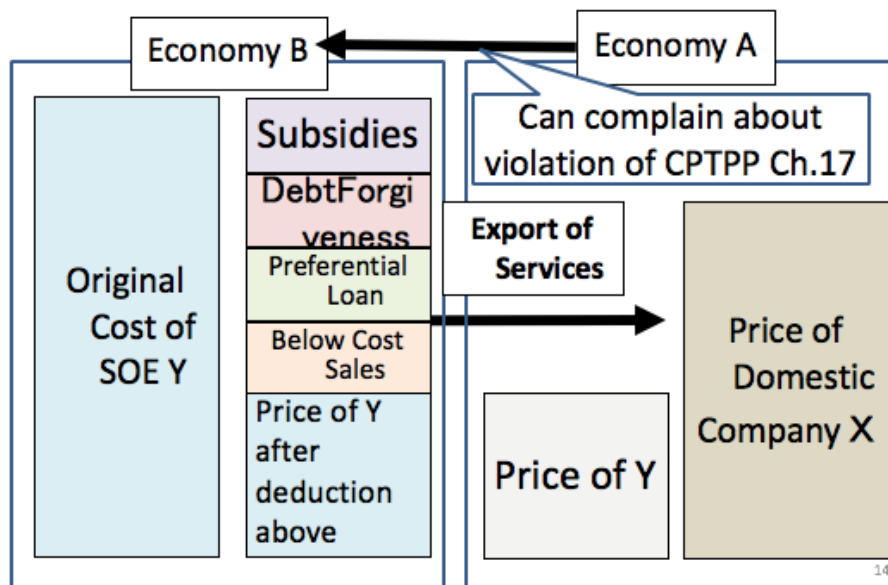 Economy B
Economy A
Can complain about
violation of CPTPP Ch.17
Original
Cost of
SOE Y
Subsidies
DebtForgi
veness
Preferential
Loan
Below Cost
Sales
Price of Y
after
deduction
above
Export of
Services
Price of Y
Price of
Domestic
Company X
14